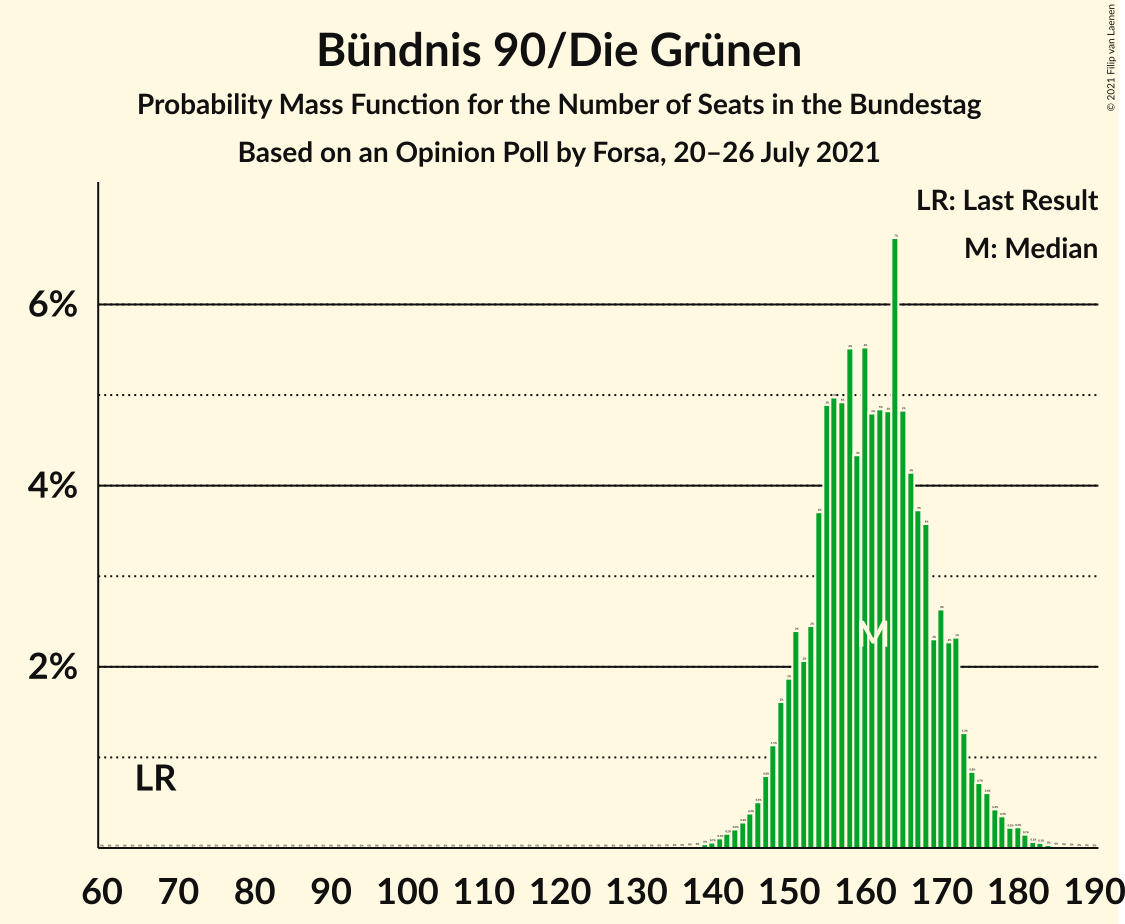 Bündnis 90/Die Grünen
Probability Mass Function for the Number of Seats in the Bundestag
Based on an Opinion Poll by Forsa, 20–26 July 2021
© 2021 Filip van Laenen
LR: Last Result
M: Median
6%
4%
2%
M
LR
60 70 80 90 100 110 120 130 140 150 160 170 180 190